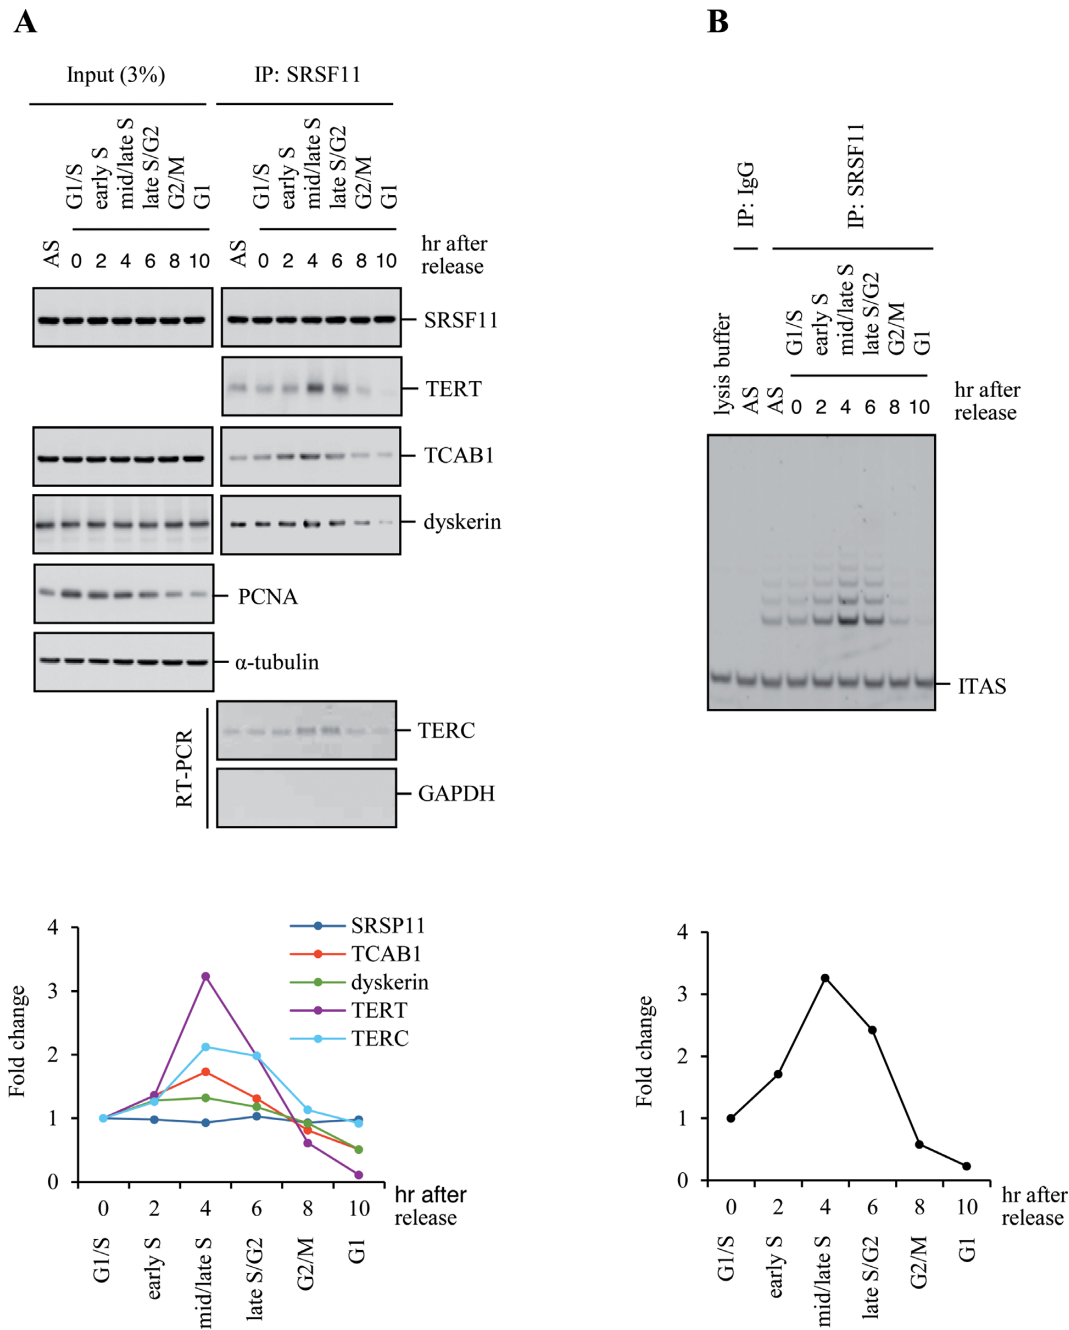 A
Input (3%)
IP: SRSF11
G1/S
early S
mid/late S
late S/G2
G2/M
G1
G1/S
early S
mid/late S
late S/G2
G2/M
G1
AS 0 2 4 6 8 10
AS 0 2 4 6 8 10
hr after
release
SRSF11
TERT
TCAB1
dyskerin
PCNA
α-tubulin
RT-PCR
TERC
GAPDH
4
3
2
1
0
Fold change
SRSP11
TCAB1
dyskerin
TERT
TERC
0 2 4 6 8 10
hr after
release
G1/S
early S
mid/late S
late S/G2
G2/M
G1
B
IP: IgG
IP: SRSF11
G1/S
early S
mid/late S
late S/G2
G2/M
G1
lysis buffer
AS
AS
0 2 4 6 8 10
hr after
release
ITAS
4
3
2
1
0
Fold change
0 2 4 6 8 10
hr after
release
G1/S
early S
mid/late S
late S/G2
G2/M
G1